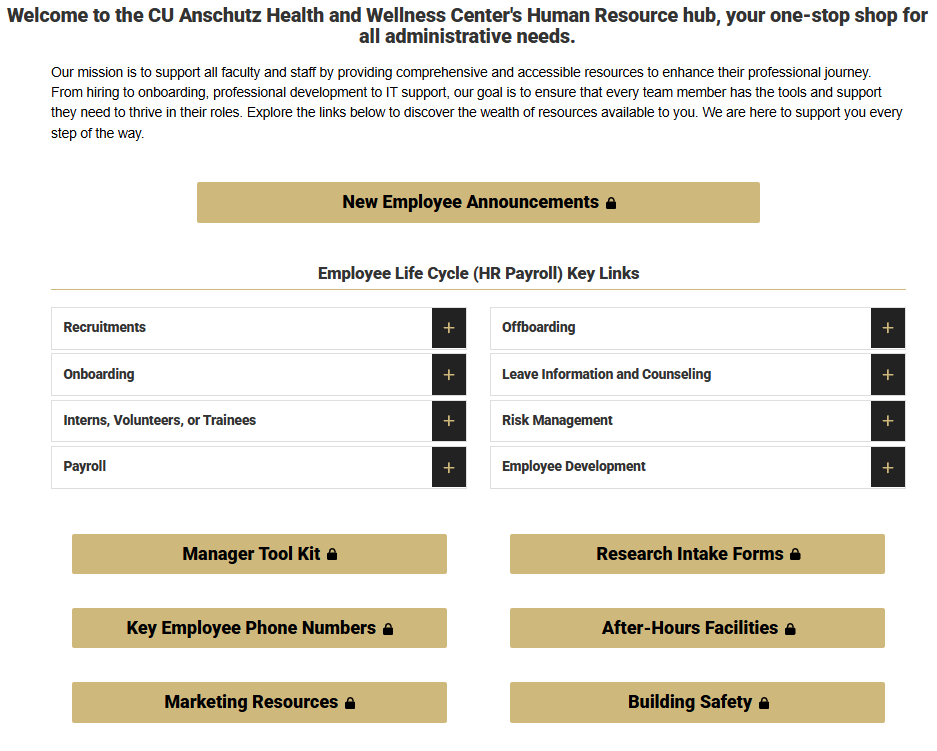 Welcome to the CU Anschutz Health and Wellness Center's Human Resource hub, your one-stop shop for
all administrative needs.
Our mission is to support all faculty and staff by providing comprehensive and accessible resources to enhance their professional journey.
From hiring to onboarding, professional development to IT support, our goal is to ensure that every team member has the tools and support
they need to thrive in their roles. Explore the links below to discover the wealth of resources available to you. We are here to support you every
step of the way.
New Employee Announcements
Employee Life Cycle (HR Payroll) Key Links
Recruitments
+
Offboarding
+
Onboarding
+
Leave Information and Counseling
+
Interns, Volunteers, or Trainees
+
Risk Management
+
Payroll
+
Employee Development
+
Manager Tool Kit
Research Intake Forms
Key Employee Phone Numbers
After-Hours Facilities
Marketing Resources
Building Safety